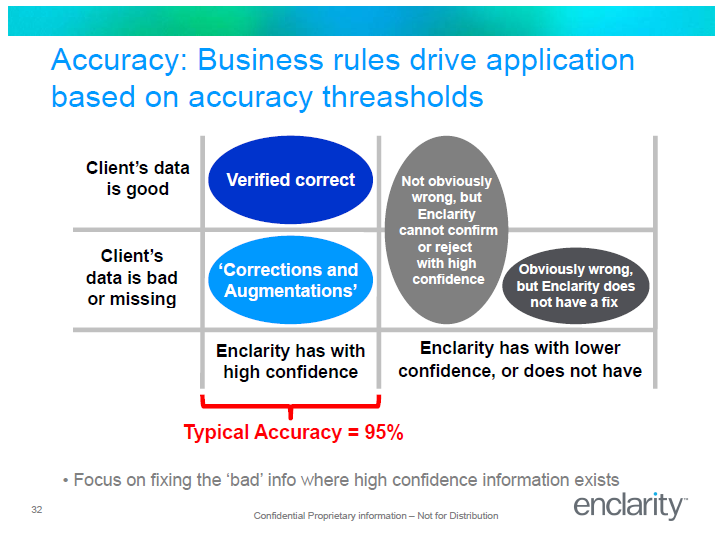 Accuracy: Business rules drive application
based on accuracy threasholds
Client's data
is good
Verified correct
Not obviously
wrong, but
Enclarity
cannot confirm
or reject
with high
confidence
Client's
data is bad
or missing
‘Corrections and
Augmentations’
Obviously wrong,
but Enclarity does
not have a fix
Enclarity has with
high confidence
Enclarity has with lower
confidence, or does not have
Typical Accuracy = 95%
• Focus on fixing the ‘bad’ info where high confidence information exists
32
Confidential Proprietary information – Not for Distribution
enclarity™